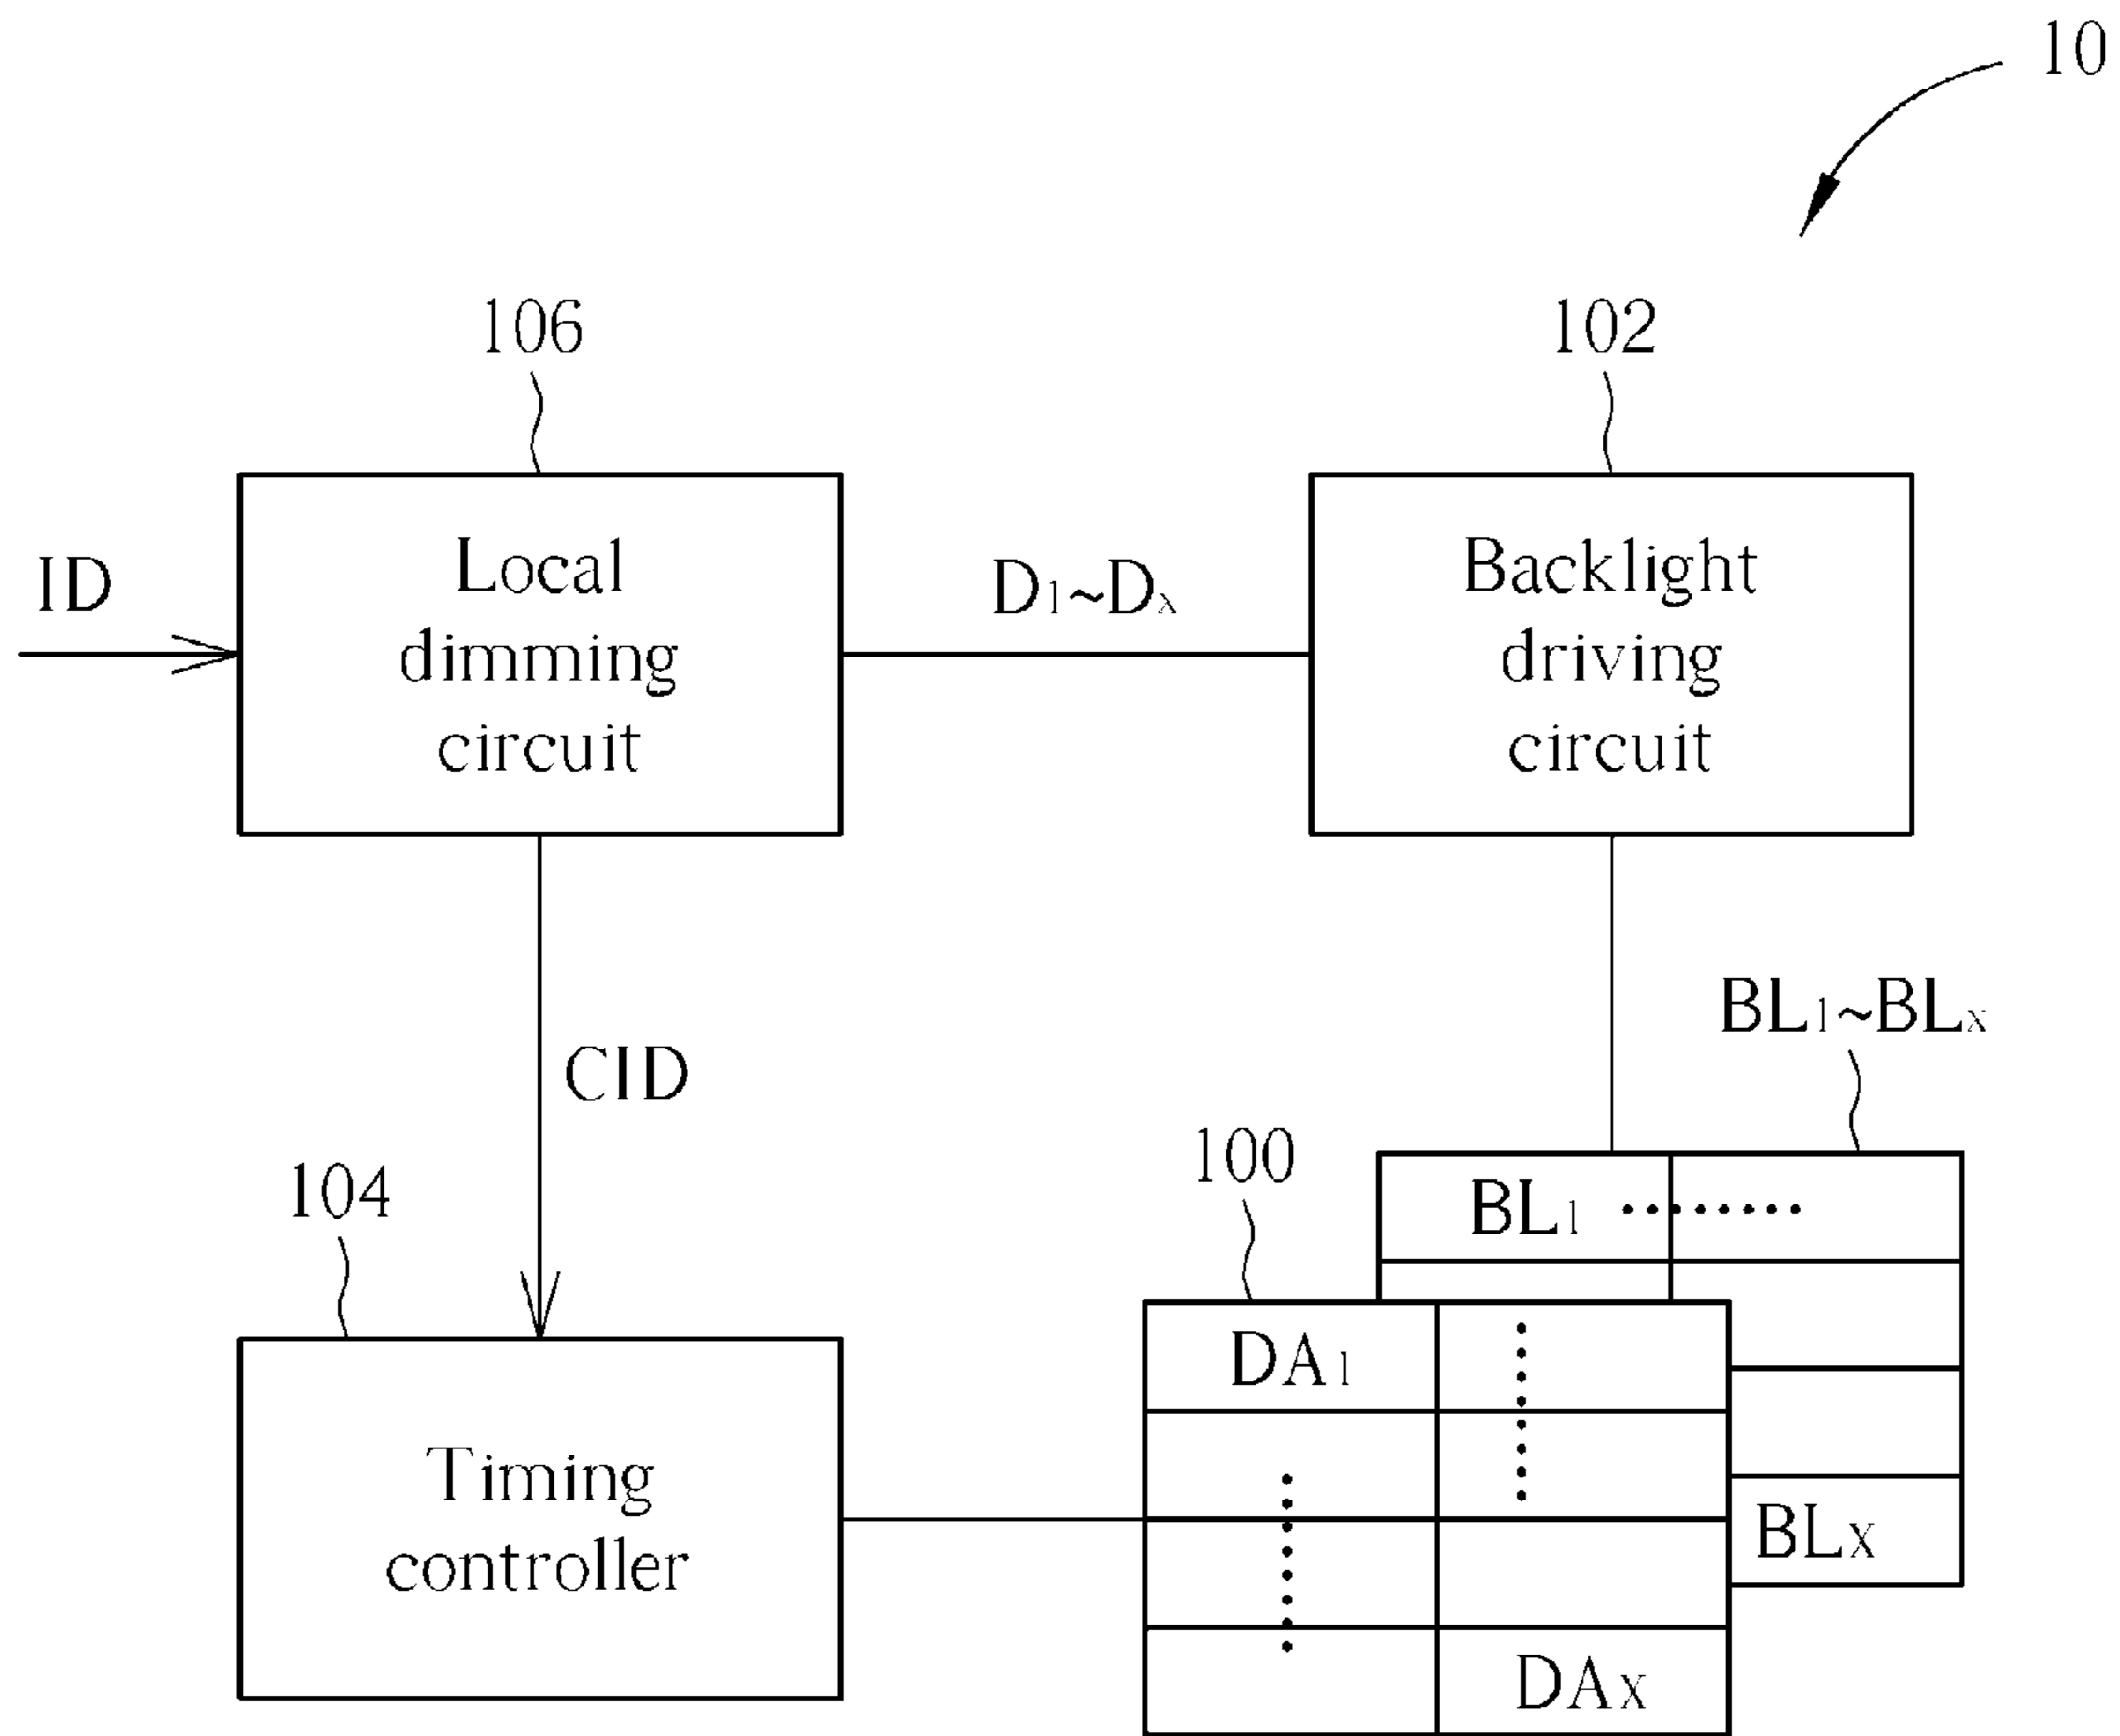 10
106
102
ID
Local
dimming
circuit
D₁~Dₓ
Backlight
driving
circuit
CID
BL₁~BLₓ
104
100
BL₁ ········
DA₁
Timing
controller
BLX
DAX